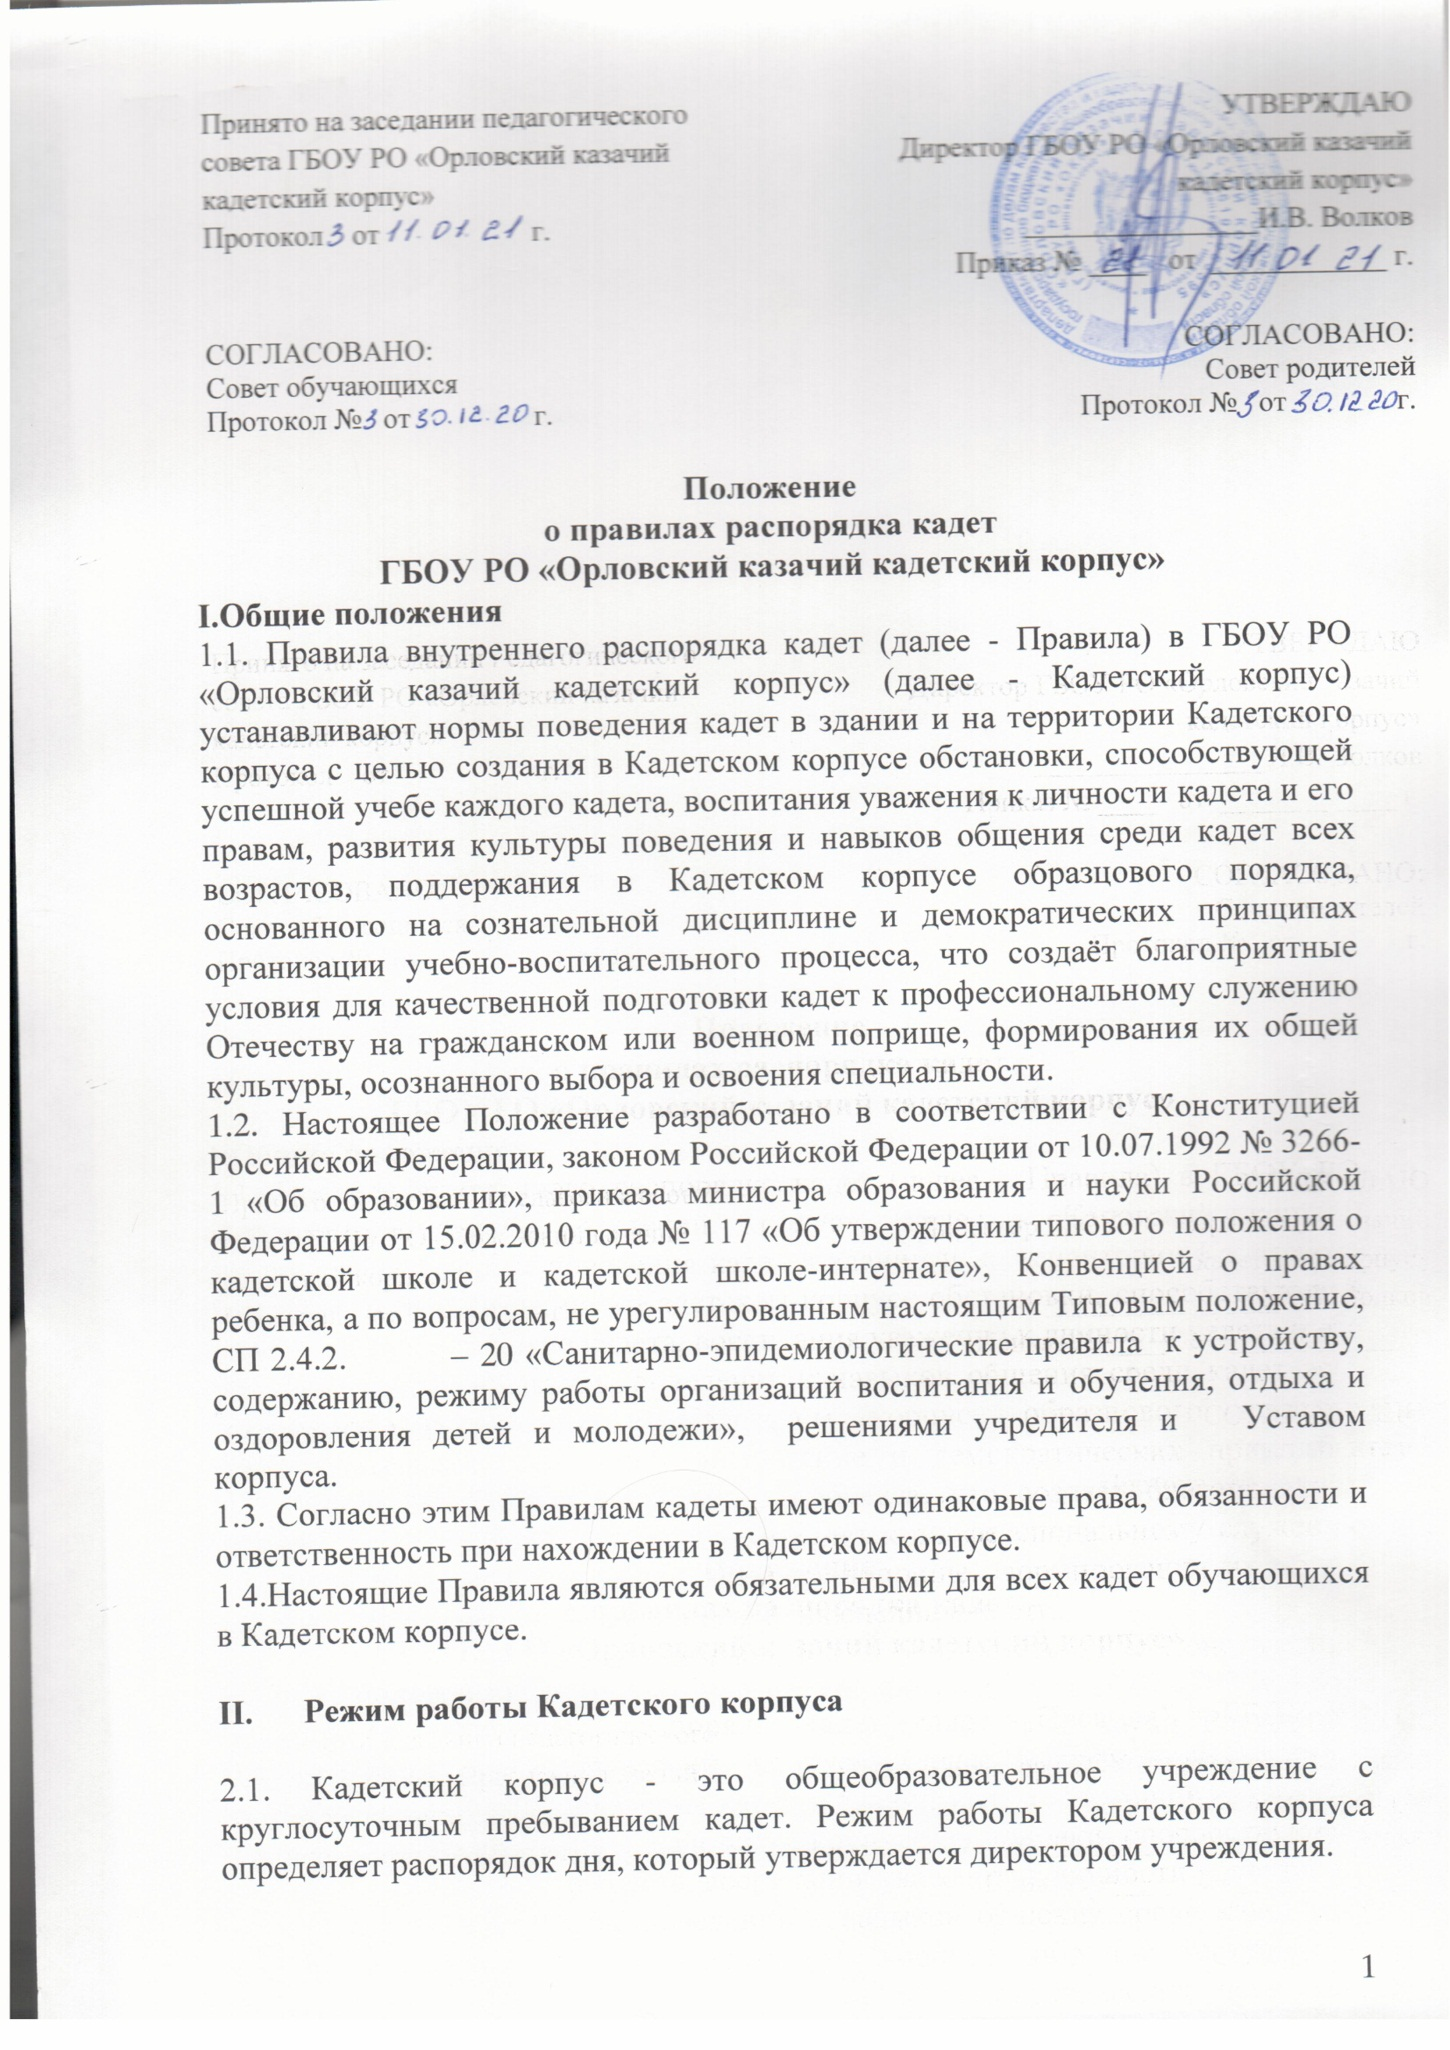 Принято на заседании педагогического
совета ГБОУ РО «Орловский казачий
кадетский корпус»
Протокол 3 от 11.01.21 г.
УТВЕРЖДАЮ
Директор ГБОУ РО «Орловский казачий
кадетский корпус»
И.В. Волков
Приказ № 21 от 11 01 21 г.
СОГЛАСОВАНО:
Совет обучающихся
Протокол №3 от 30.12.20 г.
СОГЛАСОВАНО:
Совет родителей
Протокол №3 от 30.12 20г.
Положение
о правилах распорядка кадет
ГБОУ РО «Орловский казачий кадетский корпус»
I.Общие положения
1.1. Правила внутреннего распорядка кадет (далее - Правила) в ГБОУ РО
«Орловский казачий кадетский корпус» (далее - Кадетский корпус)
устанавливают нормы поведения кадет в здании и на территории Кадетского
корпуса с целью создания в Кадетском корпусе обстановки, способствующей
успешной учебе каждого кадета, воспитания уважения к личности кадета и его
правам, развития культуры поведения и навыков общения среди кадет всех
возрастов, поддержания в Кадетском корпусе образцового порядка,
основанного на сознательной дисциплине и демократических принципах
организации учебно-воспитательного процесса, что создаёт благоприятные
условия для качественной подготовки кадет к профессиональному служению
Отечеству на гражданском или военном поприще, формирования их общей
культуры, осознанного выбора и освоения специальности.
1.2. Настоящее Положение разработано в соответствии с Конституцией
Российской Федерации, законом Российской Федерации от 10.07.1992 № 3266-
1 «Об образовании», приказа министра образования и науки Российской
Федерации от 15.02.2010 года № 117 «Об утверждении типового положения о
кадетской школе и кадетской школе-интернате», Конвенцией о правах
ребенка, а по вопросам, не урегулированным настоящим Типовым положение,
СП 2.4.2. – 20 «Санитарно-эпидемиологические правила к устройству,
содержанию, режиму работы организаций воспитания и обучения, отдыха и
оздоровления детей и молодежи», решениями учредителя и Уставом
корпуса.
1.3. Согласно этим Правилам кадеты имеют одинаковые права, обязанности и
ответственность при нахождении в Кадетском корпусе.
1.4.Настоящие Правила являются обязательными для всех кадет обучающихся
в Кадетском корпусе.
II. Режим работы Кадетского корпуса
2.1. Кадетский корпус - это общеобразовательное учреждение с
круглосуточным пребыванием кадет. Режим работы Кадетского корпуса
определяет распорядок дня, который утверждается директором учреждения.
1